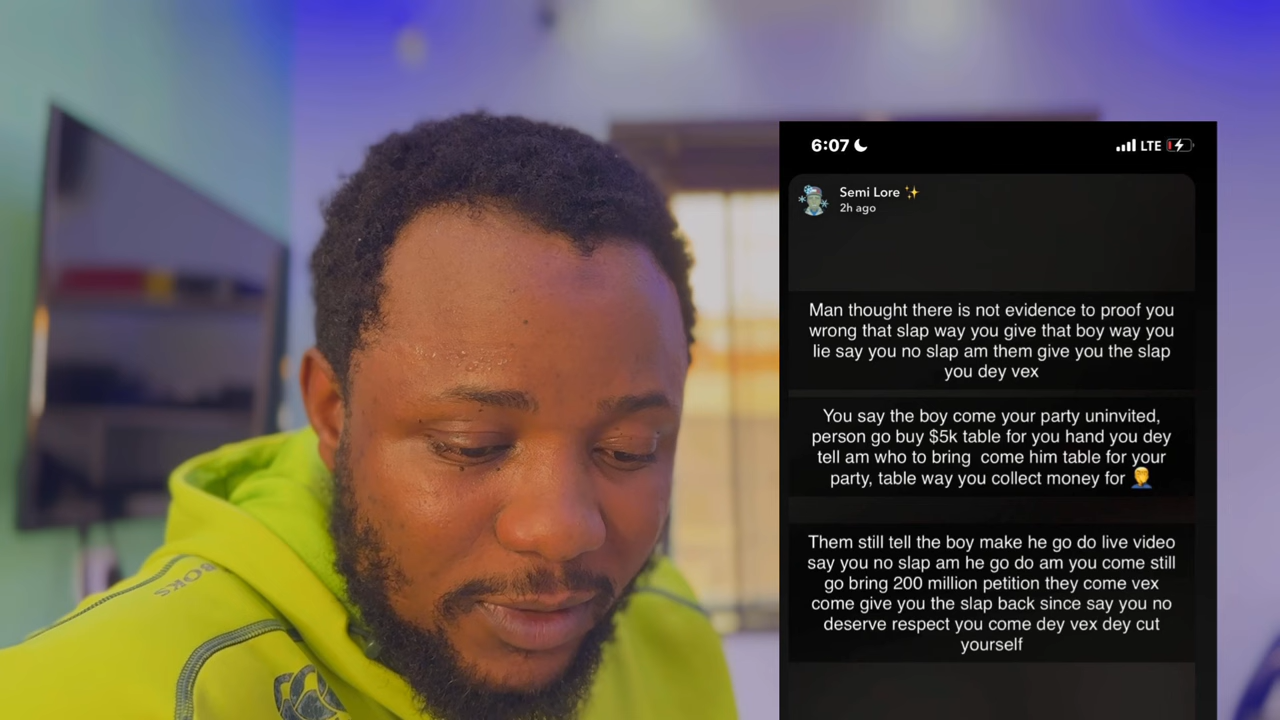 6:07
LTE
Semi Lore ✨
2h ago
Man thought there is not evidence to proof you
wrong that slap way you give that boy way you
lie say you no slap am them give you the slap
you dey vex
You say the boy come your party uninvited,
person go buy $5k table for you hand you dey
tell am who to bring come him table for your
party, table way you collect money for 🤦‍♂️
Them still tell the boy make he go do live video
say you no slap am he go do am you come still
go bring 200 million petition they come vex
come give you the slap back since say you no
deserve respect you come dey vex dey cut
yourself